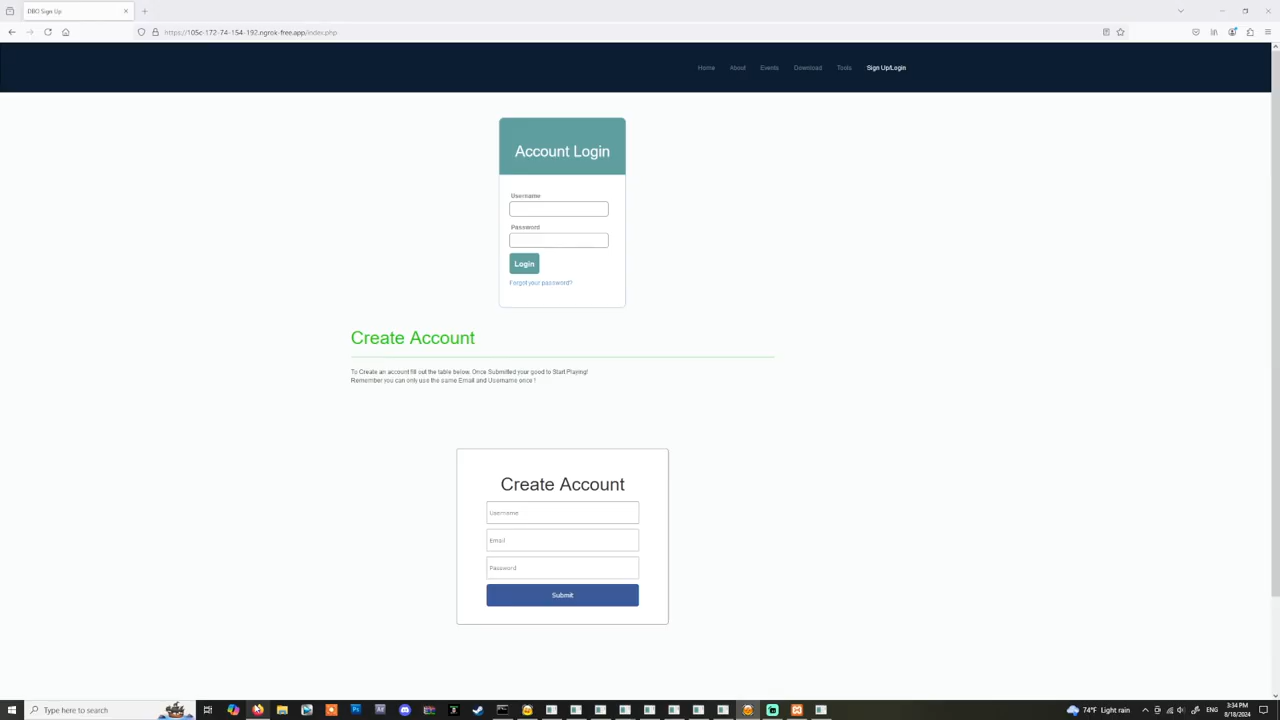 DBO Sign Up
https://105c-172-74-154-192.ngrok-free.app/index.php
Home About Events Download Tools Sign Up/Login
Account Login
Username
Password
Login
Forgot your password?
Create Account
To Create an account fill out the table below. Once Submitted your good to Start Playing!
Remember you can only use the same Email and Username once !
Create Account
Username
Email
Password
Submit
Type here to search
74°F Light rain
ENG
3:34 PM
8/18/2024